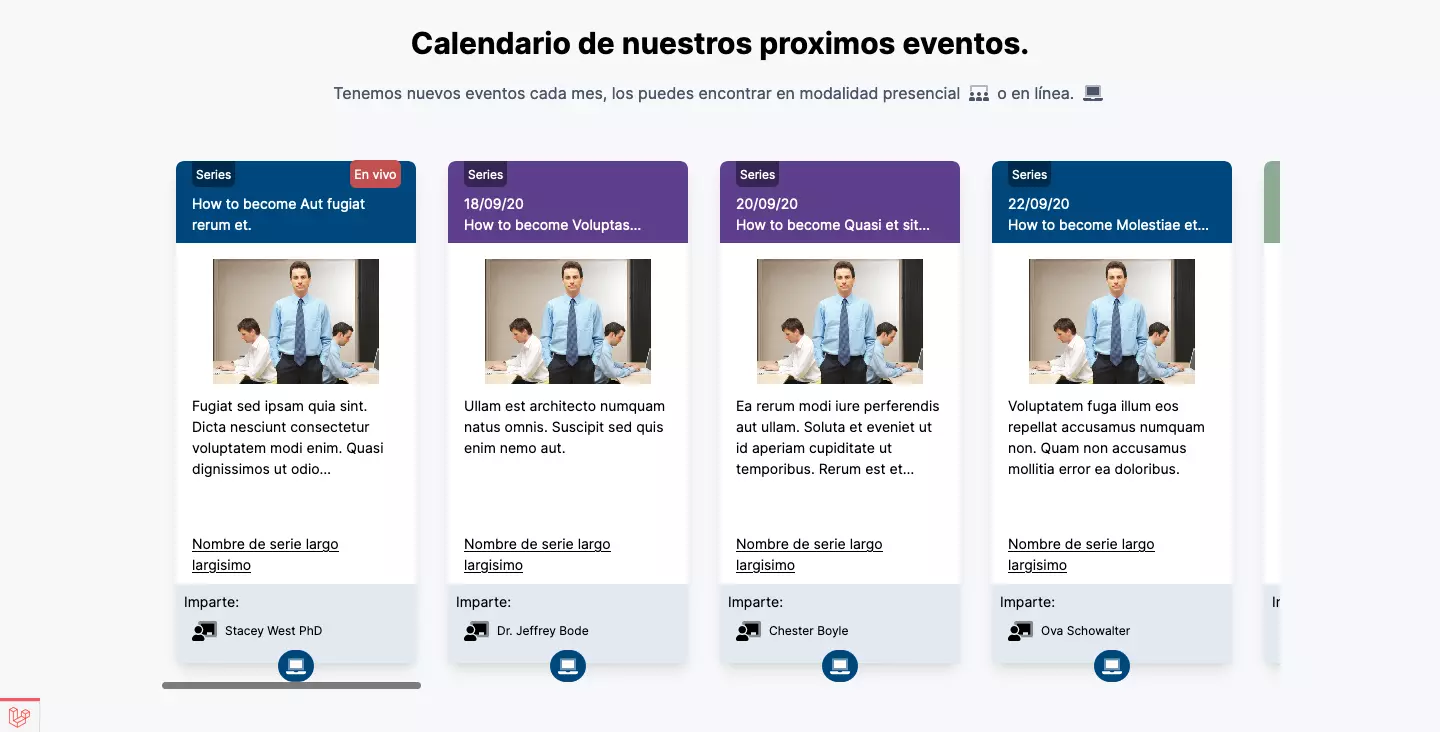 Calendario de nuestros proximos eventos.
Tenemos nuevos eventos cada mes, los puedes encontrar en modalidad presencial o en línea.
Series
En vivo
How to become Aut fugiat
rerum et.
Fugiat sed ipsam quia sint.
Dicta nesciunt consectetur
voluptatem modi enim. Quasi
dignissimos ut odio...
Nombre de serie largo
largisimo
Imparte:
Stacey West PhD
Series
18/09/20
How to become Voluptas...
Ullam est architecto numquam
natus omnis. Suscipit sed quis
enim nemo aut.
Nombre de serie largo
largisimo
Imparte:
Dr. Jeffrey Bode
Series
20/09/20
How to become Quasi et sit...
Ea rerum modi iure perferendis
aut ullam. Soluta et eveniet ut
id aperiam cupiditate ut
temporibus. Rerum est et...
Nombre de serie largo
largisimo
Imparte:
Chester Boyle
Series
22/09/20
How to become Molestiae et...
Voluptatem fuga illum eos
repellat accusamus numquam
non. Quam non accusamus
mollitia error ea doloribus.
Nombre de serie largo
largisimo
Imparte:
Ova Schowalter